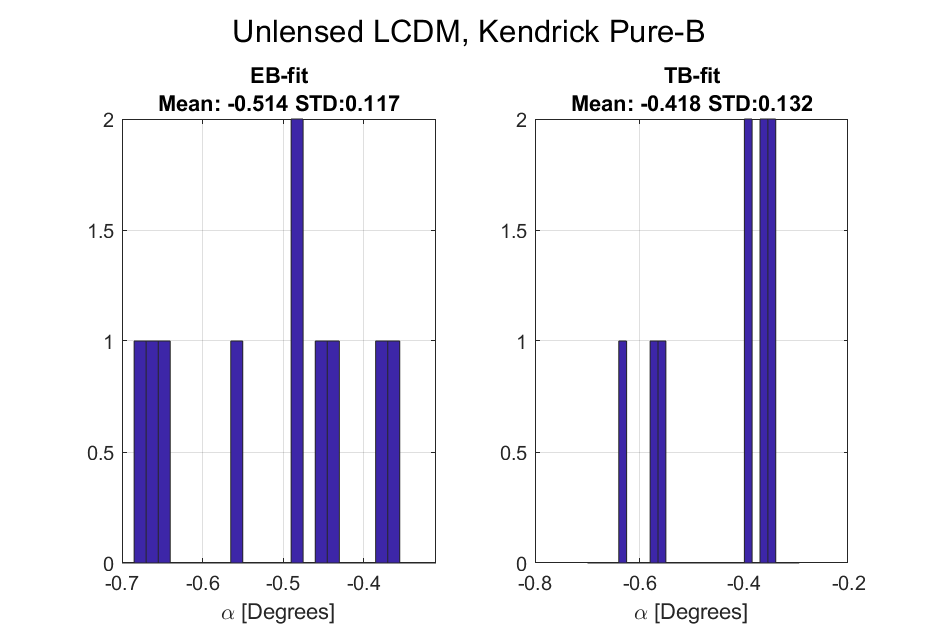 Unlensed LCDM, Kendrick Pure-B
EB-fit
Mean: -0.514 STD:0.117
2
1.5
1
0.5
0
-0.7 -0.6 -0.5 -0.4
α [Degrees]
TB-fit
Mean: -0.418 STD:0.132
2
1.5
1
0.5
0
-0.8 -0.6 -0.4 -0.2
α [Degrees]